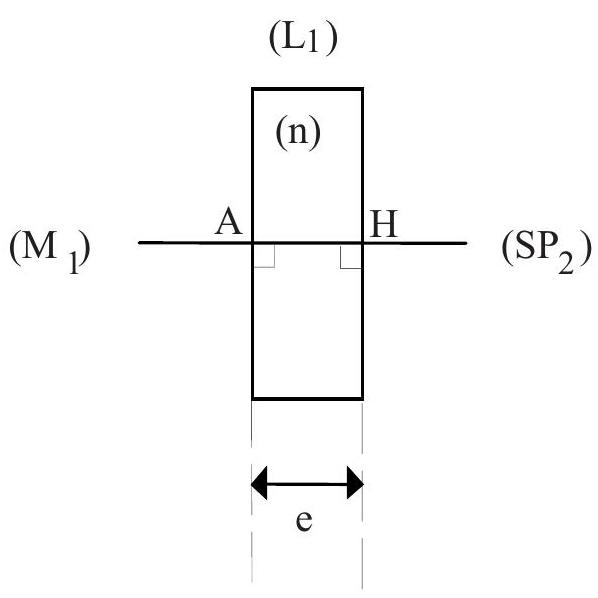 (L1)
(n)
A H
(M 1) (SP2)
e